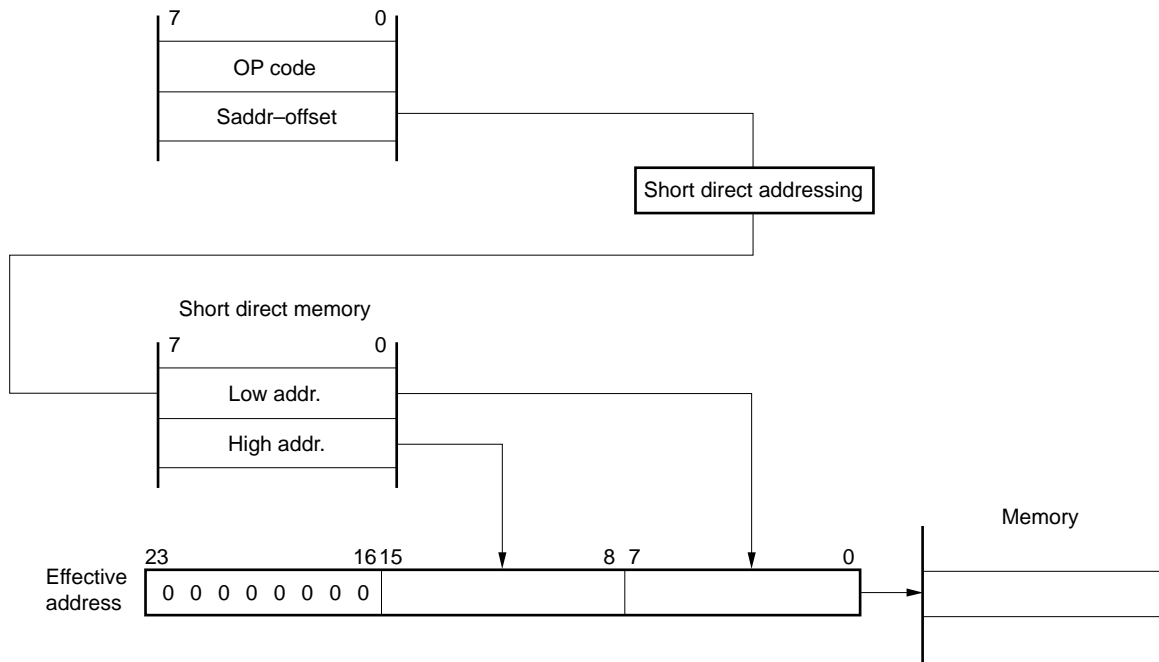 7 0
OP code
Saddr–offset
Short direct addressing
Short direct memory
7 0
Low addr.
High addr.
Memory
23 16 15 8 7 0
Effective
address
0 0 0 0 0 0 0 0